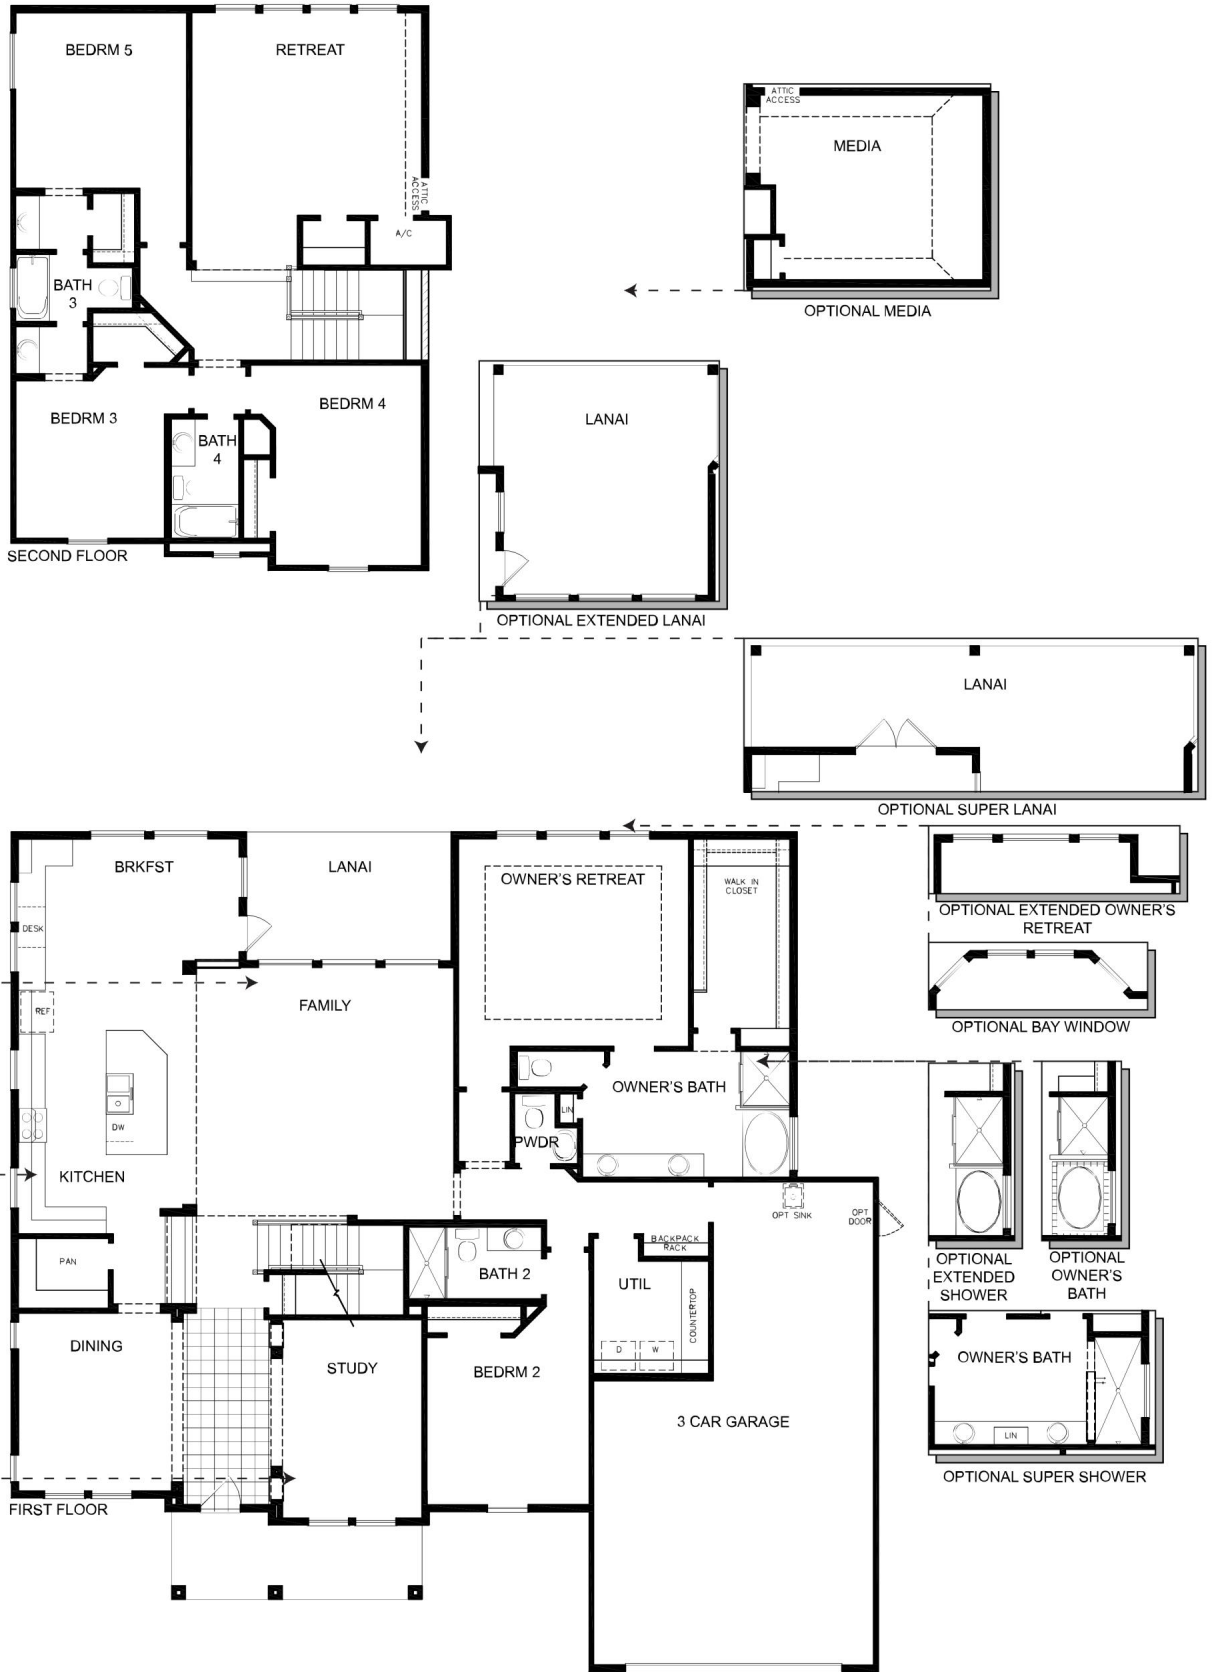 BEDRM 5
RETREAT
ATTIC
ACCESS
A/C
BATH
3
BEDRM 3
BATH
4
BEDRM 4
SECOND FLOOR
ATTIC
ACCESS
MEDIA
OPTIONAL MEDIA
LANAI
OPTIONAL EXTENDED LANAI
LANAI
OPTIONAL SUPER LANAI
BRKFST
LANAI
OWNER'S RETREAT
WALK IN
CLOSET
DESK
REF
FAMILY
DW
KITCHEN
OWNER'S BATH
LIN
PWDR
PAN
BATH 2
OPT SINK
OPT
DOOR
BACKPACK
RACK
UTIL
COUNTERTOP
D
W
DINING
STUDY
BEDRM 2
3 CAR GARAGE
FIRST FLOOR
OPTIONAL EXTENDED OWNER'S
RETREAT
OPTIONAL BAY WINDOW
OPTIONAL
EXTENDED
SHOWER
OPTIONAL
OWNER'S
BATH
OWNER'S BATH
LIN
OPTIONAL SUPER SHOWER